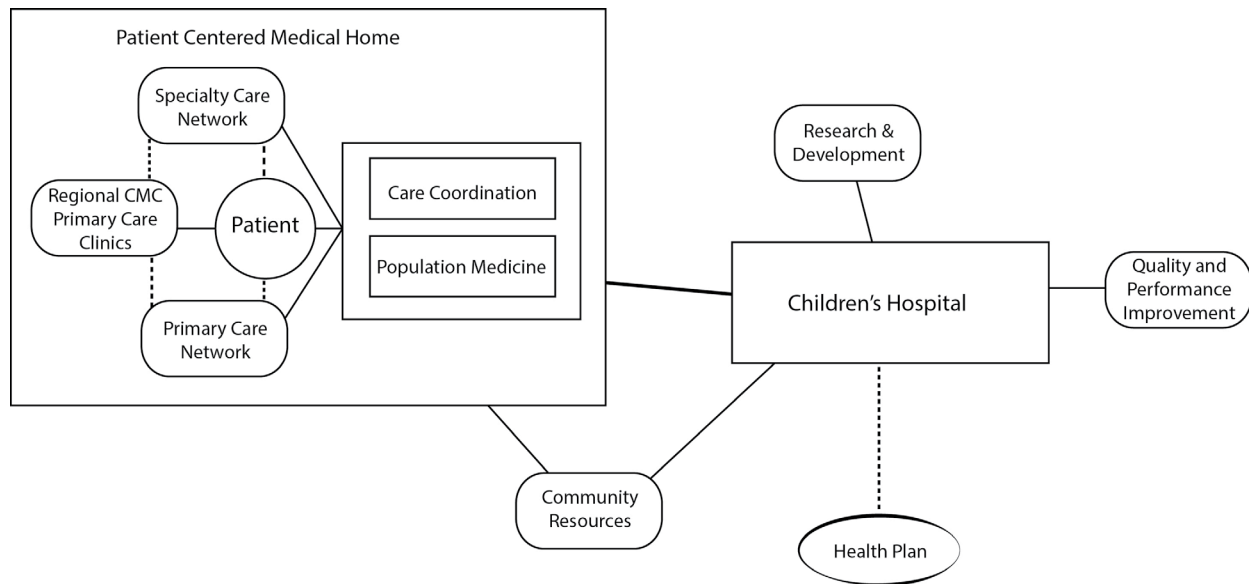 Patient Centered Medical Home
Specialty Care
Network
Regional CMC
Primary Care
Clinics
Patient
Primary Care
Network
Care Coordination
Population Medicine
Research &
Development
Children’s Hospital
Quality and
Performance
Improvement
Community
Resources
Health Plan